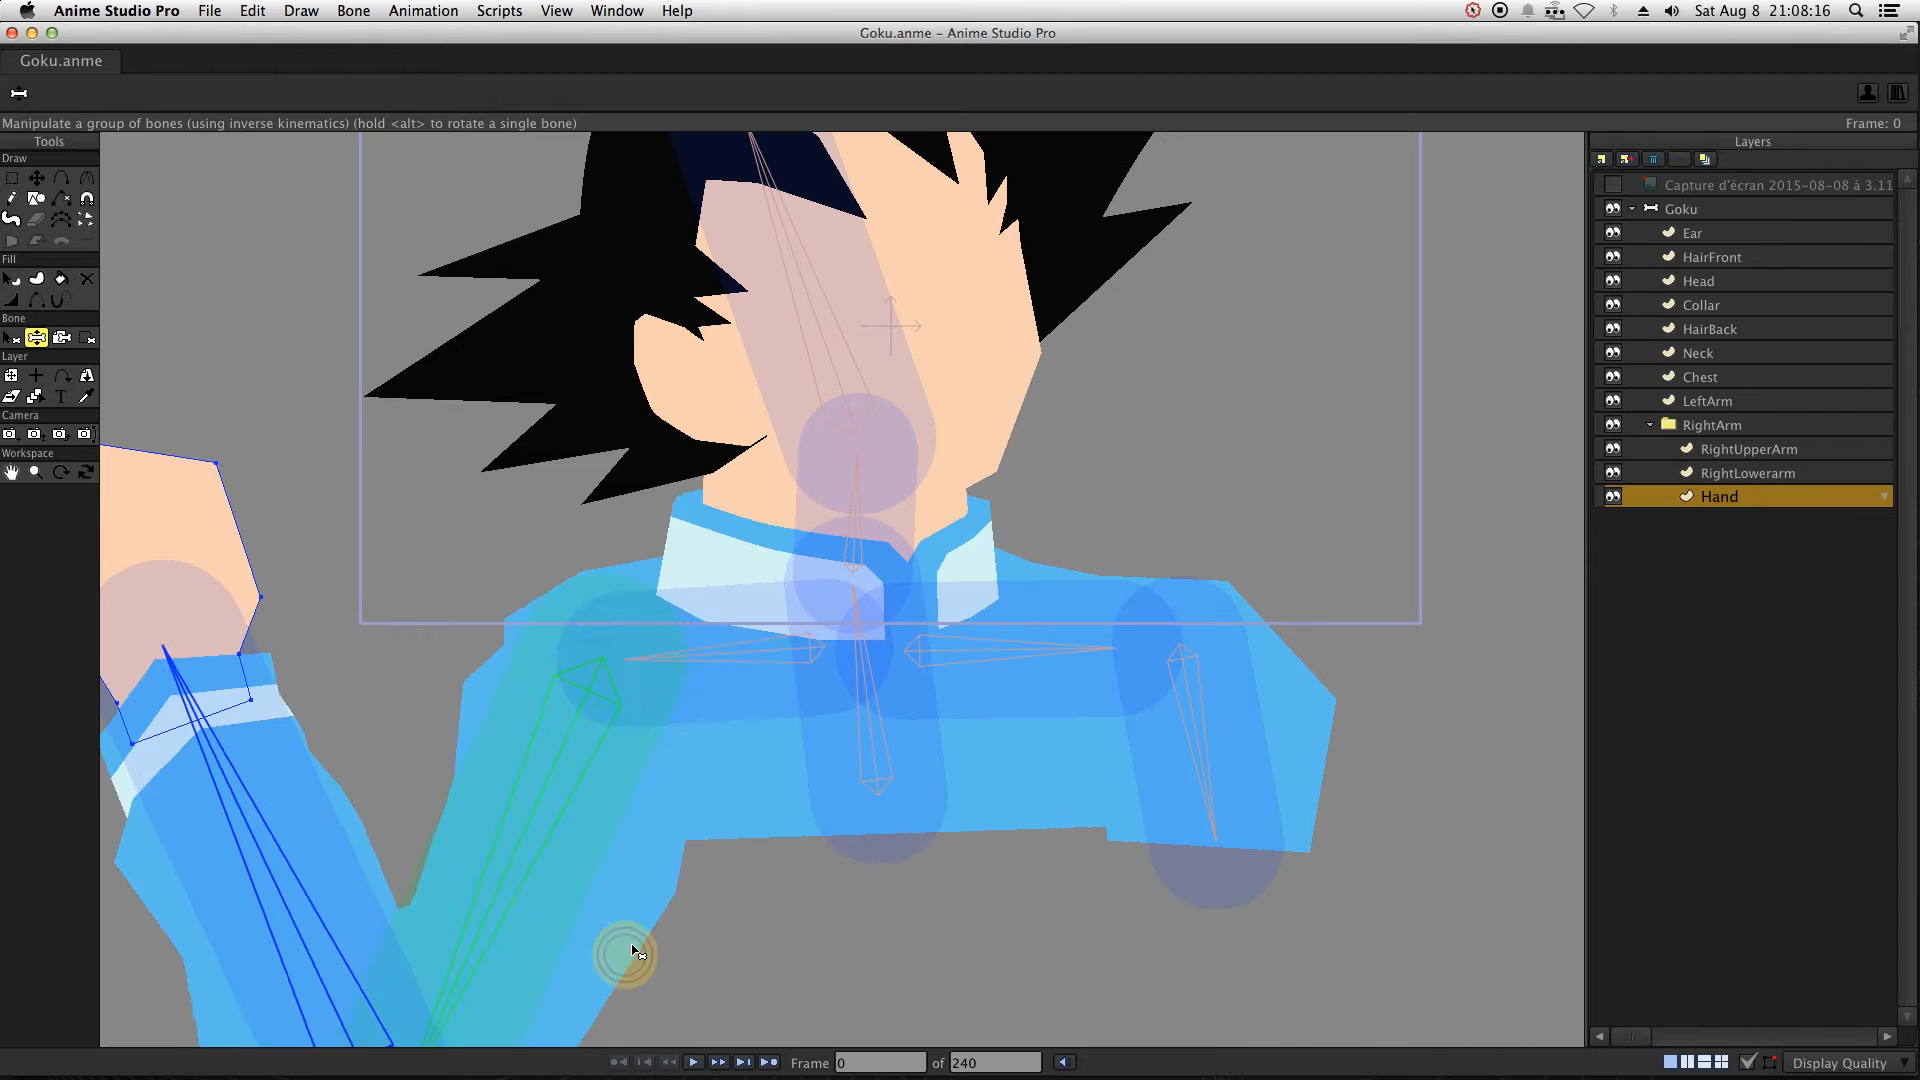 Anime Studio Pro File Edit Draw Bone Animation Scripts View Window Help Sat Aug 8 21:08:16
Goku.anme - Anime Studio Pro
Goku.anme
Manipulate a group of bones (using inverse kinematics) (hold <alt> to rotate a single bone) Frame: 0
Tools
Draw
Fill
Bone
Layer
Camera
Workspace
Layers
Capture d'écran 2015-08-08 à 3.11
Goku
Ear
HairFront
Head
Collar
HairBack
Neck
Chest
LeftArm
RightArm
RightUpperArm
RightLowerarm
Hand
Frame 0 of 240 Display Quality